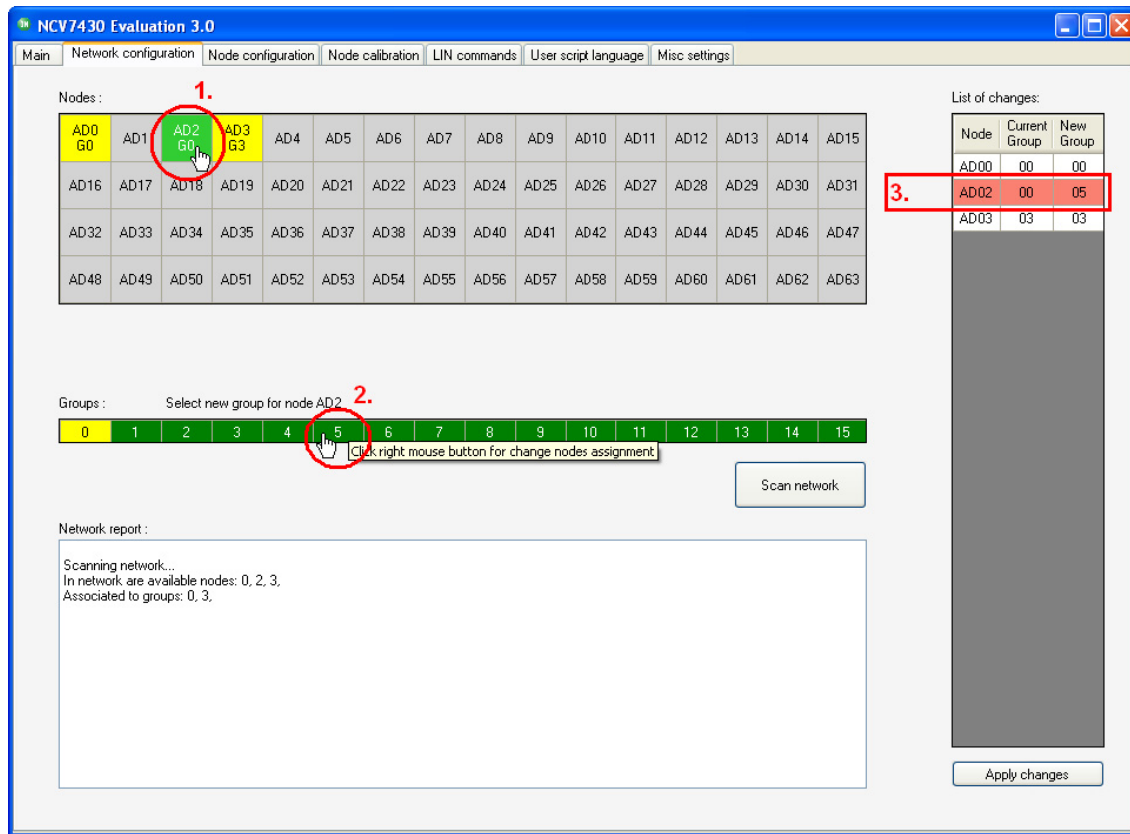 NCV7430 Evaluation 3.0
Main Network configuration Node configuration Node calibration LIN commands User script language Misc settings
1.
Nodes :
AD0 G0 AD1 AD2 G0 AD3 G3 AD4 AD5 AD6 AD7 AD8 AD9 AD10 AD11 AD12 AD13 AD14 AD15
AD16 AD17 AD18 AD19 AD20 AD21 AD22 AD23 AD24 AD25 AD26 AD27 AD28 AD29 AD30 AD31
AD32 AD33 AD34 AD35 AD36 AD37 AD38 AD39 AD40 AD41 AD42 AD43 AD44 AD45 AD46 AD47
AD48 AD49 AD50 AD51 AD52 AD53 AD54 AD55 AD56 AD57 AD58 AD59 AD60 AD61 AD62 AD63
List of changes:
Node Current Group New Group
AD00 00 00
3. AD02 00 05
AD03 03 03
2.
Groups : Select new group for node AD2
0 1 2 3 4 5 6 7 8 9 10 11 12 13 14 15
Click right mouse button for change nodes assignment
Scan network
Network report :
Scanning network...
In network are available nodes: 0, 2, 3,
Associated to groups: 0, 3,
Apply changes